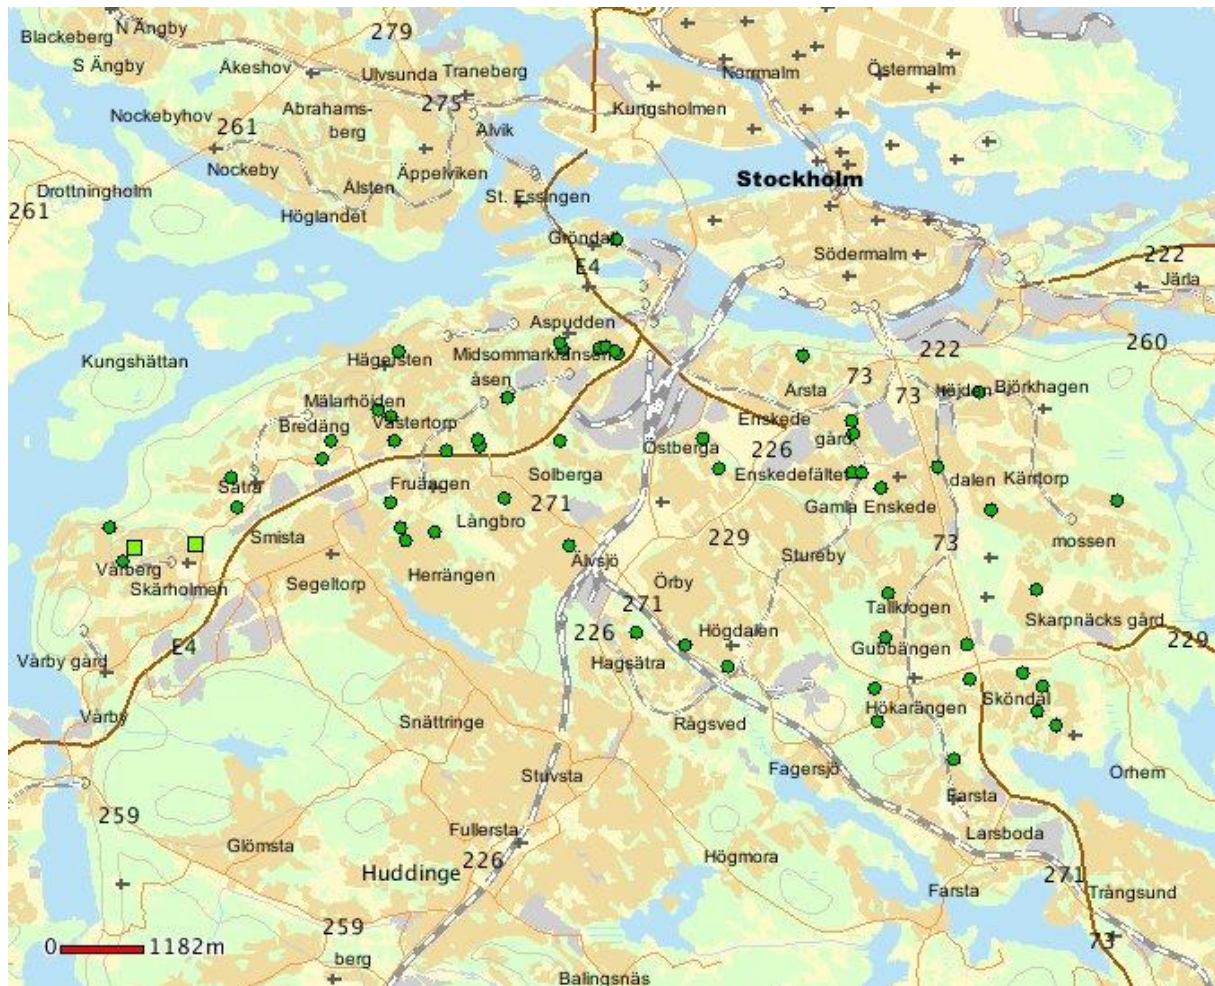 N Ängby
Blackeberg
279
S Ängby
Åkeshov
Ulvsunda
Traneberg
Norrmalm
Östermalm
Nockebyhov
Abrahams-
berg
275
Kungsholmen
261
Alvik
Nockeby
Äppelviken
Stockholm
Drottningholm
Ålsten
St. Essingen
261
Höglandet
Gröndal
Södermalm
222
E4
Järla
Aspudden
Kungshättan
Hägersten
Midsommarkransen
222
260
åsen
Årsta
73
73
höjden
Björkhagen
Mälarhöjden
Bredäng
Västertorp
Enskede
gård
Östberga
226
Solberga
Enskedefältet
Sätra
Fruängen
dalen
Kärrtorp
271
Gamla Enskede
Långbro
Smista
229
73
mossen
Vårberg
Älvsjö
Stureby
Skärholmen
Segeltorp
Herrängen
Örby
271
Tallkrogen
226
Högdalen
Skarpnäcks gård
E4
Gubbängen
229
Vårby gård
Hagsätra
Sköndal
Vårby
Snättringe
Rågsved
Hökarängen
Stuvsta
Fagersjö
Orhem
Farsta
259
Fullersta
Larsboda
Glömsta
Högmora
Huddinge
226
271
Farsta
Trångsund
259
73
0
1182m
berg
Balingsnäs